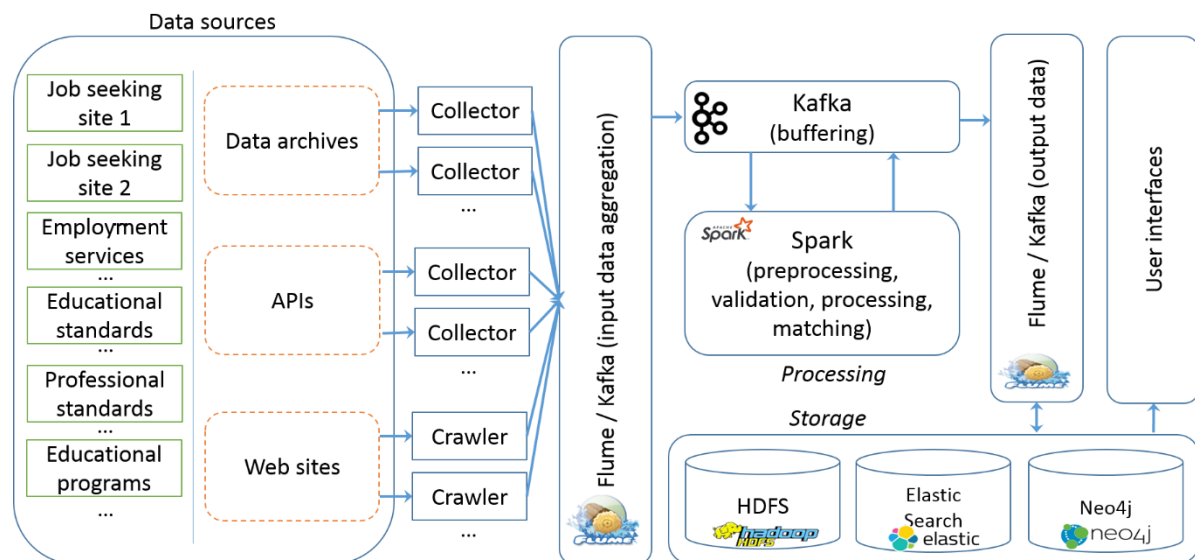 Data sources
Job seeking
site 1
Job seeking
site 2
Employment
services
...
Educational
standards
...
Professional
standards
...
Educational
programs
...
Data archives
APIs
Web sites
Collector
Collector
...
Collector
Collector
...
Crawler
Crawler
...
Flume / Kafka (input data aggregation)
FLUME
Kafka
(buffering)
APACHE
Spark
Spark
(preprocessing,
validation, processing,
matching)
Processing
Storage
Flume / Kafka (output data)
FLUME
User interfaces
HDFS
hadoop
HDFS
Elastic
Search
elastic
Neo4j
neo4j